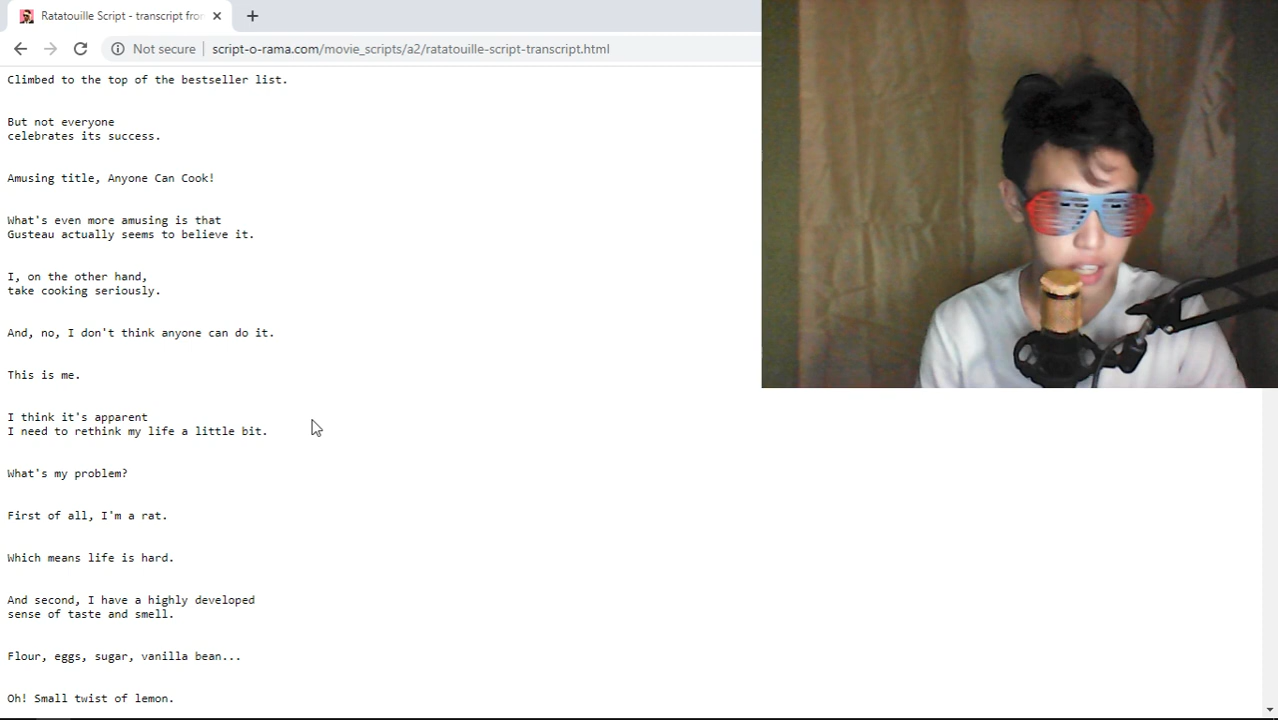 Ratatouille Script - transcript fro
Not secure
script-o-rama.com/movie_scripts/a2/ratatouille-script-transcript.html
Climbed to the top of the bestseller list.
But not everyone
celebrates its success.
Amusing title, Anyone Can Cook!
What's even more amusing is that
Gusteau actually seems to believe it.
I, on the other hand,
take cooking seriously.
And, no, I don't think anyone can do it.
This is me.
I think it's apparent
I need to rethink my life a little bit.
What's my problem?
First of all, I'm a rat.
Which means life is hard.
And second, I have a highly developed
sense of taste and smell.
Flour, eggs, sugar, vanilla bean...
Oh! Small twist of lemon.